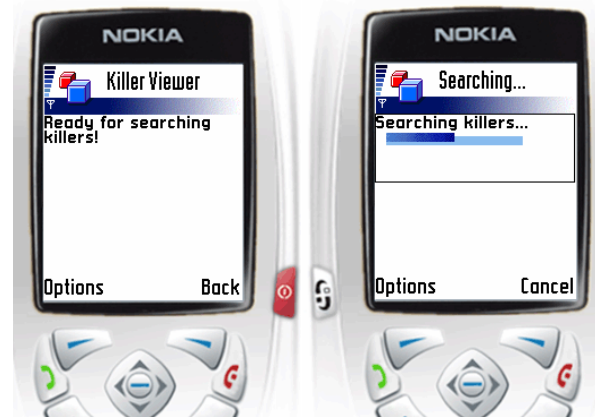 NOKIA
Killer Viewer
Ready for searching
killers!
Options Back
NOKIA
Searching...
Searching killers...
Options Cancel